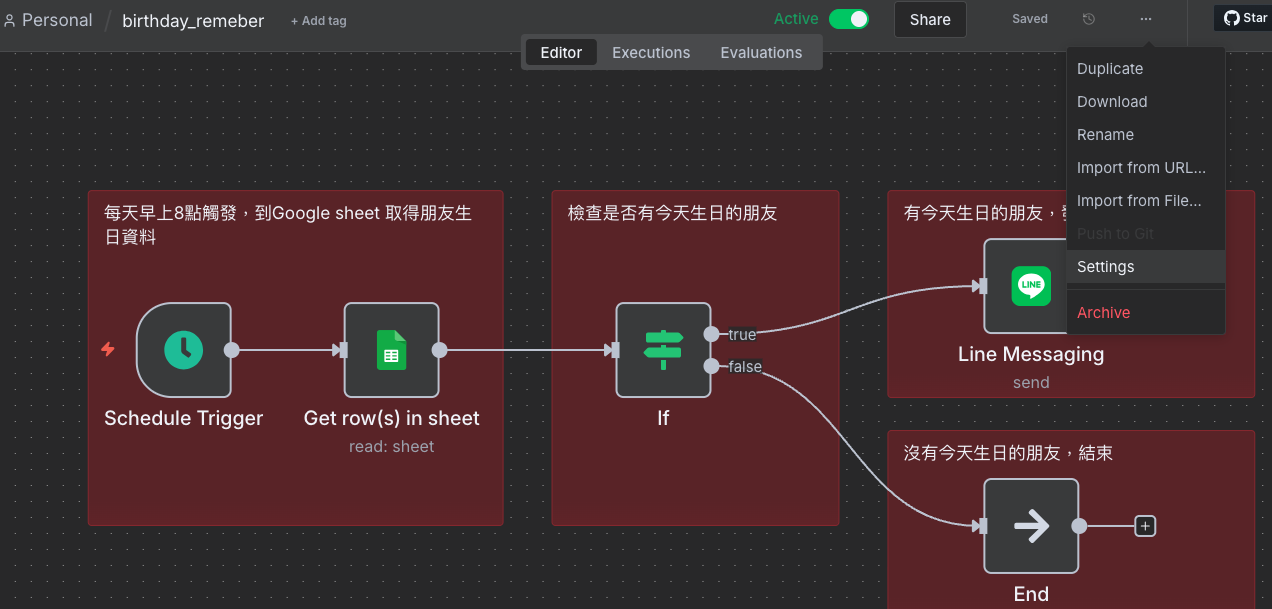 Personal / birthday_remeber + Add tag
Active Share Saved ... Star
Editor Executions Evaluations
Duplicate
Download
Rename
Import from URL...
Import from File...
Push to Git
Settings
Archive
每天早上8點觸發，到Google sheet 取得朋友生
日資料
Schedule Trigger
Get row(s) in sheet
read: sheet
檢查是否有今天生日的朋友
true
false
If
有今天生日的朋友，
LINE
Line Messaging
send
沒有今天生日的朋友，結束
End